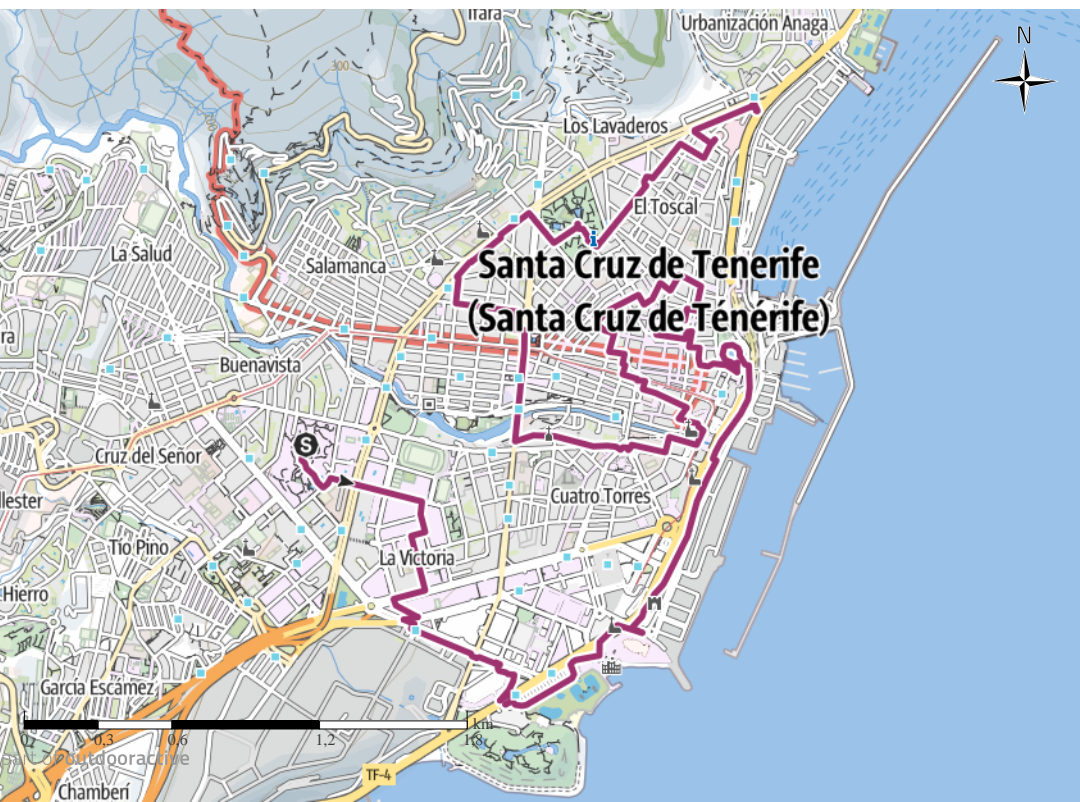 Ifara
Urbanización Anaga
N
300
Los Lavaderos
El Toscal
La Salud
Salamanca
Santa Cruz de Tenerife
(Santa Cruz de Ténérife)
ra
Buenavista
S
Cruz del Señor
llester
Cuatro Torres
Tío Pino
La Victoria
Hierro
García Escámez
km
0,3
0,6
1,2
1,8
outdooractive
TF-4
Chamberí